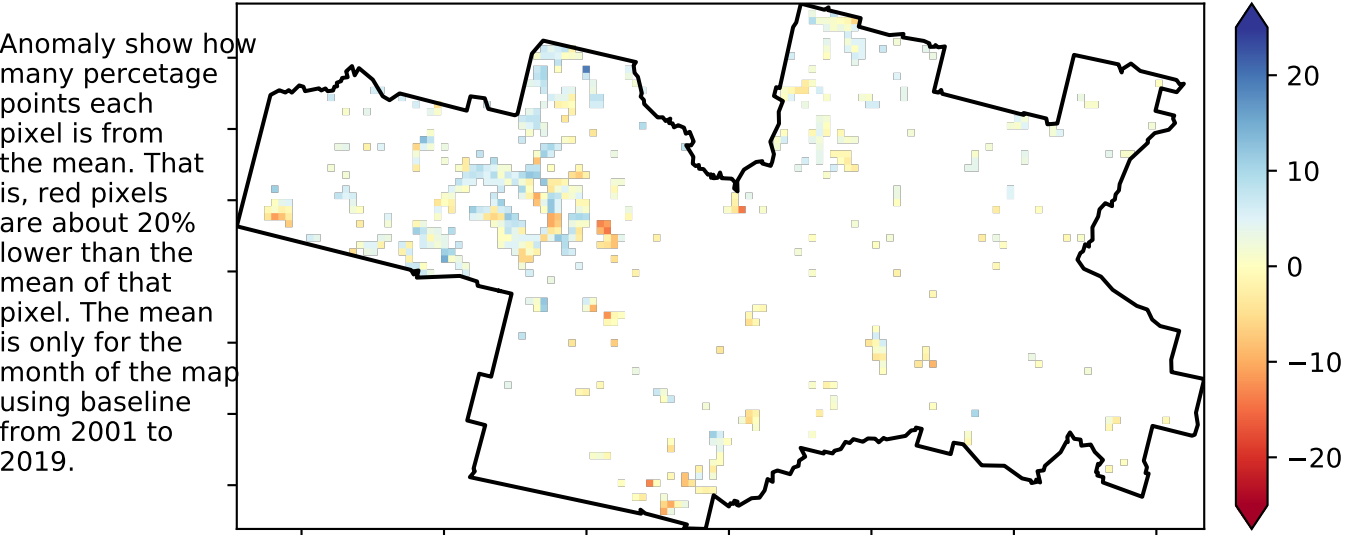 Anomaly show how
many percetage
points each
pixel is from
the mean. That
is, red pixels
are about 20%
lower than the
mean of that
pixel. The mean
is only for the
month of the map
using baseline
from 2001 to
2019.
20
10
0
−10
−20